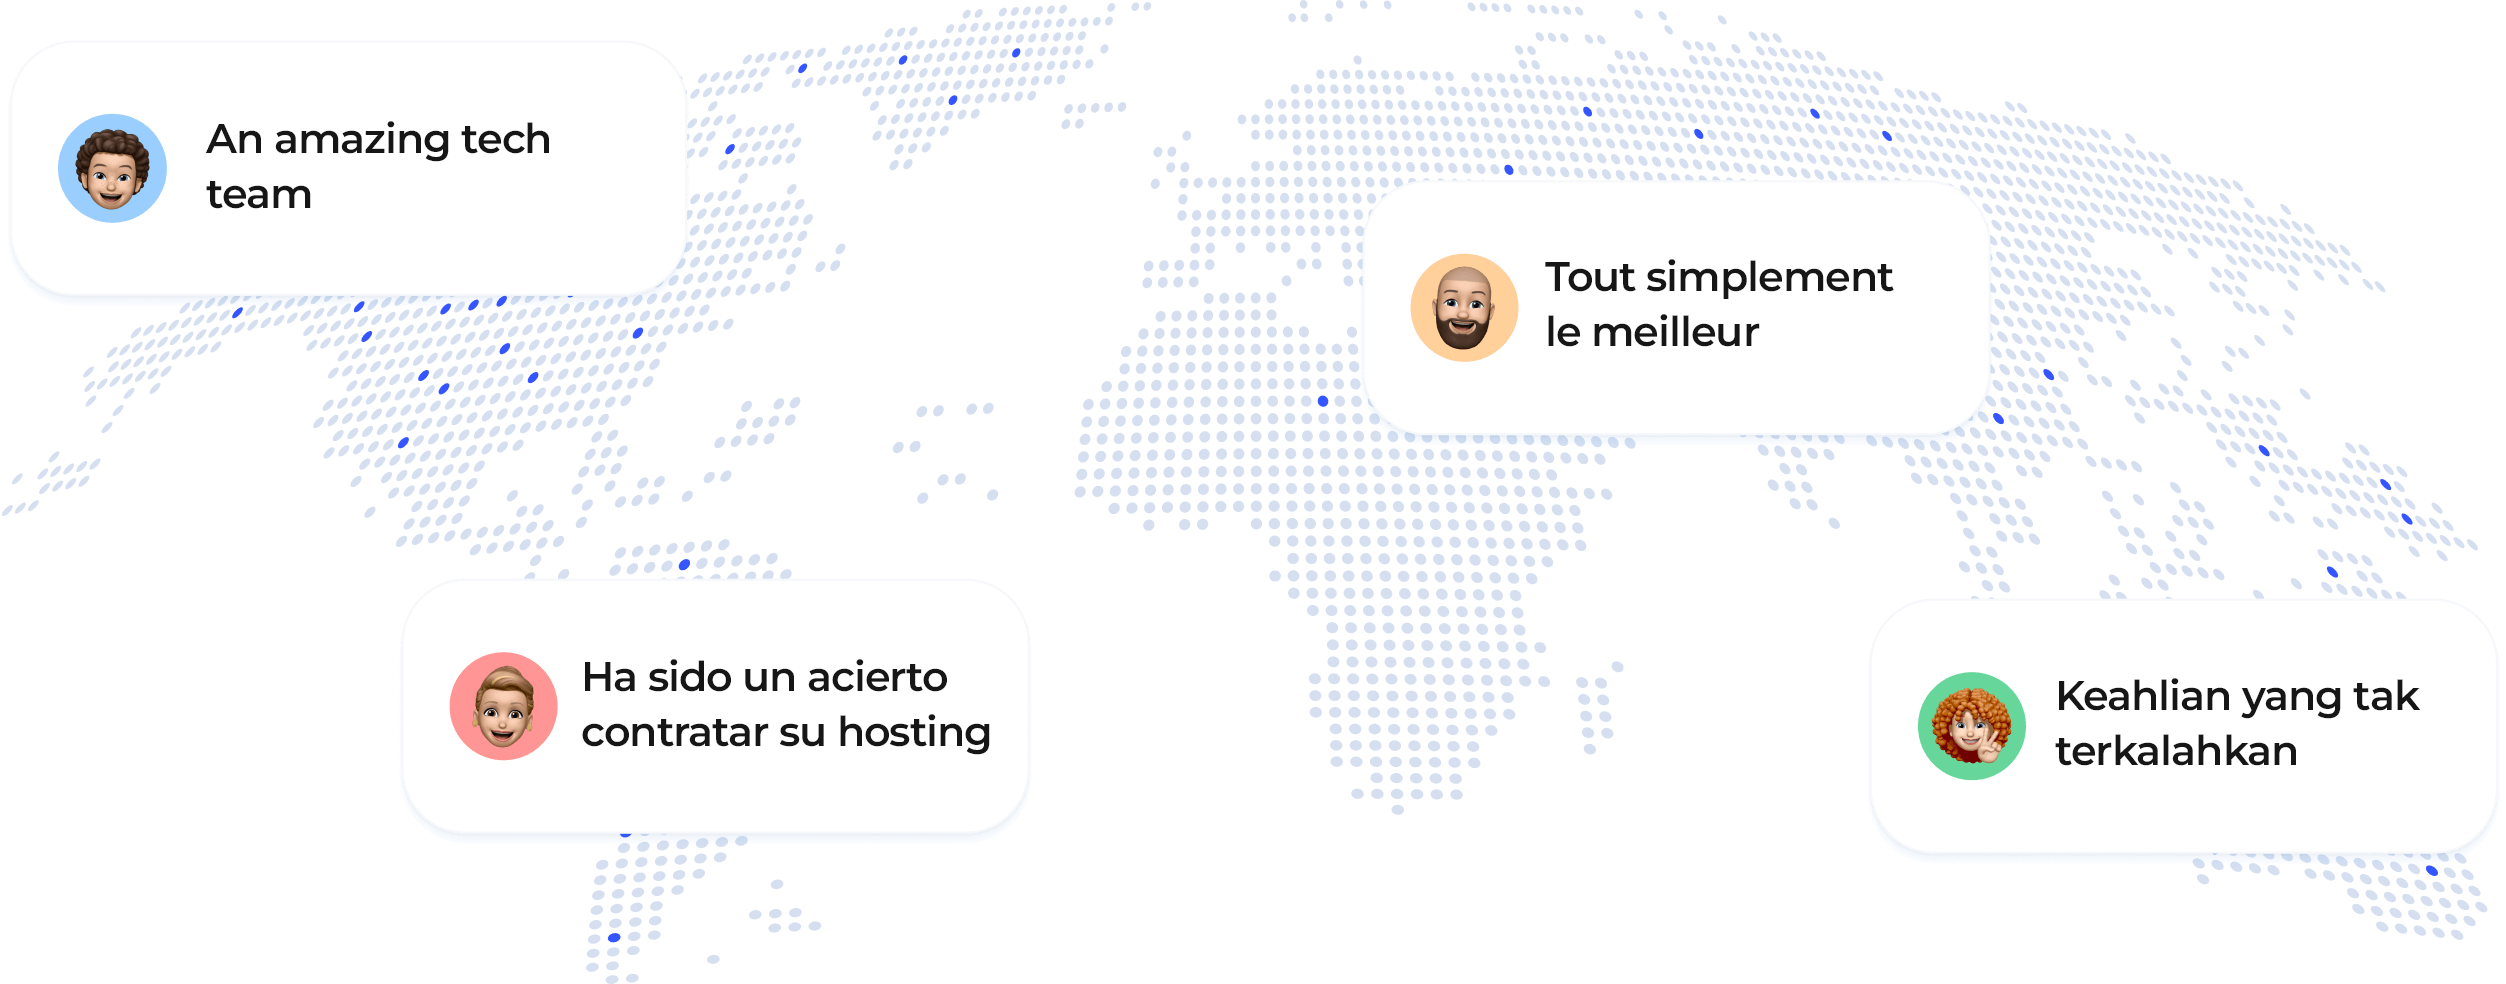 An amazing tech
team
Tout simplement
le meilleur
Ha sido un acierto
contratar su hosting
Keahlian yang tak
terkalahkan